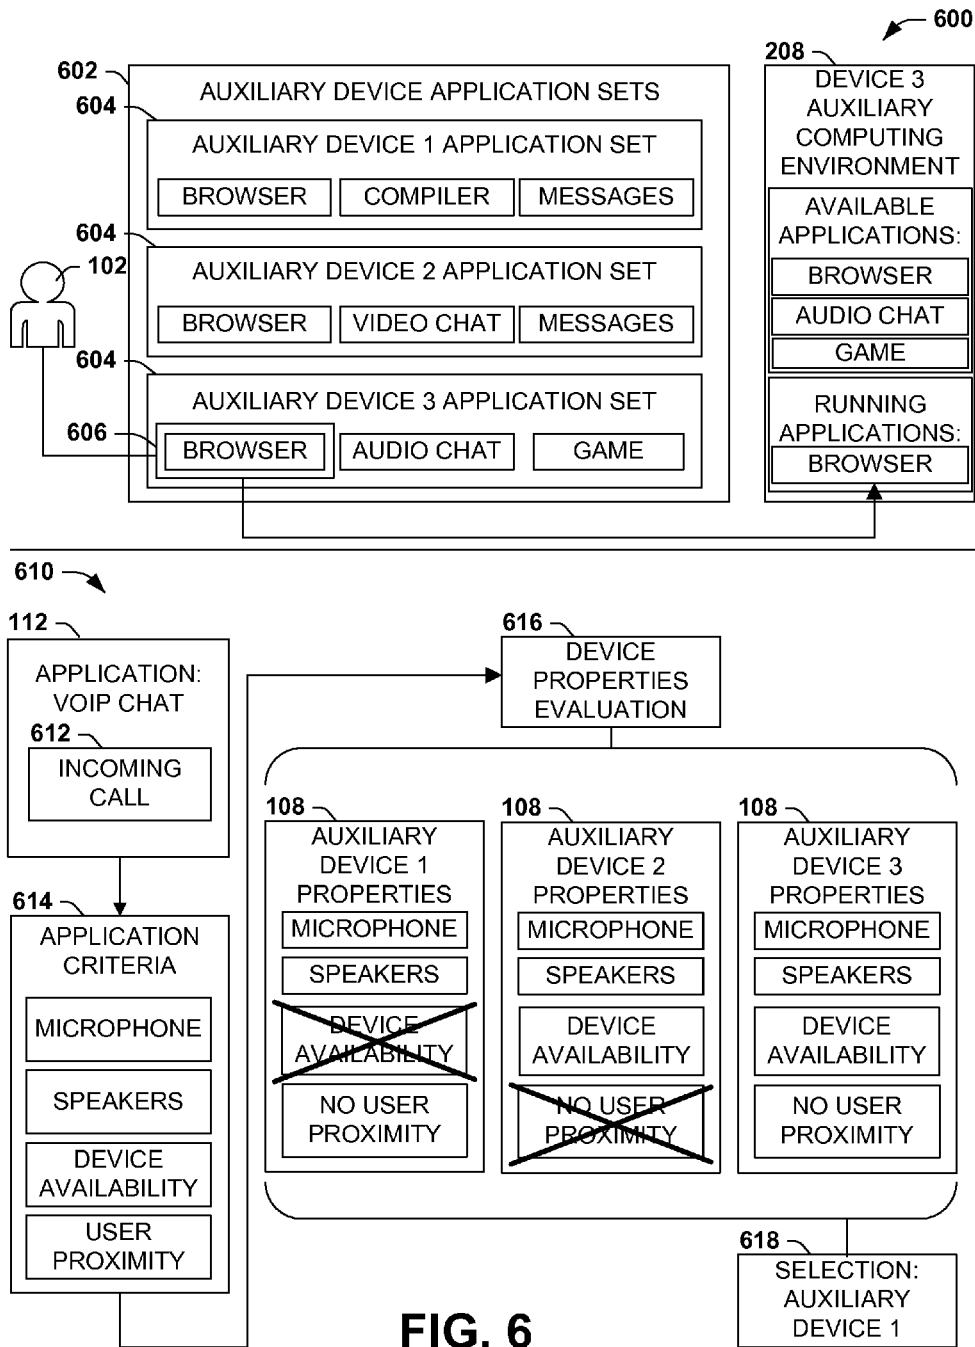 600
602
AUXILIARY DEVICE APPLICATION SETS
604
AUXILIARY DEVICE 1 APPLICATION SET
BROWSER
COMPILER
MESSAGES
604
AUXILIARY DEVICE 2 APPLICATION SET
BROWSER
VIDEO CHAT
MESSAGES
102
604
AUXILIARY DEVICE 3 APPLICATION SET
606
BROWSER
AUDIO CHAT
GAME
208
DEVICE 3
AUXILIARY
COMPUTING
ENVIRONMENT
AVAILABLE
APPLICATIONS:
BROWSER
AUDIO CHAT
GAME
RUNNING
APPLICATIONS:
BROWSER
610
112
APPLICATION:
VOIP CHAT
612
INCOMING
CALL
614
APPLICATION
CRITERIA
MICROPHONE
SPEAKERS
DEVICE
AVAILABILITY
USER
PROXIMITY
616
DEVICE
PROPERTIES
EVALUATION
108
AUXILIARY
DEVICE 1
PROPERTIES
MICROPHONE
SPEAKERS
DEVICE
AVAILABILITY
NO USER
PROXIMITY
108
AUXILIARY
DEVICE 2
PROPERTIES
MICROPHONE
SPEAKERS
DEVICE
AVAILABILITY
NO USER
PROXIMITY
108
AUXILIARY
DEVICE 3
PROPERTIES
MICROPHONE
SPEAKERS
DEVICE
AVAILABILITY
NO USER
PROXIMITY
618
SELECTION:
AUXILIARY
DEVICE 1
FIG. 6